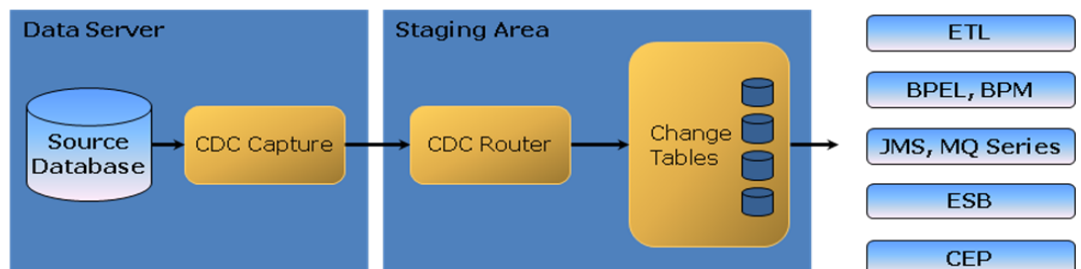 Data Server
Staging Area
Source
Database
CDC Capture
CDC Router
Change
Tables
ETL
BPEL, BPM
JMS, MQ Series
ESB
CEP